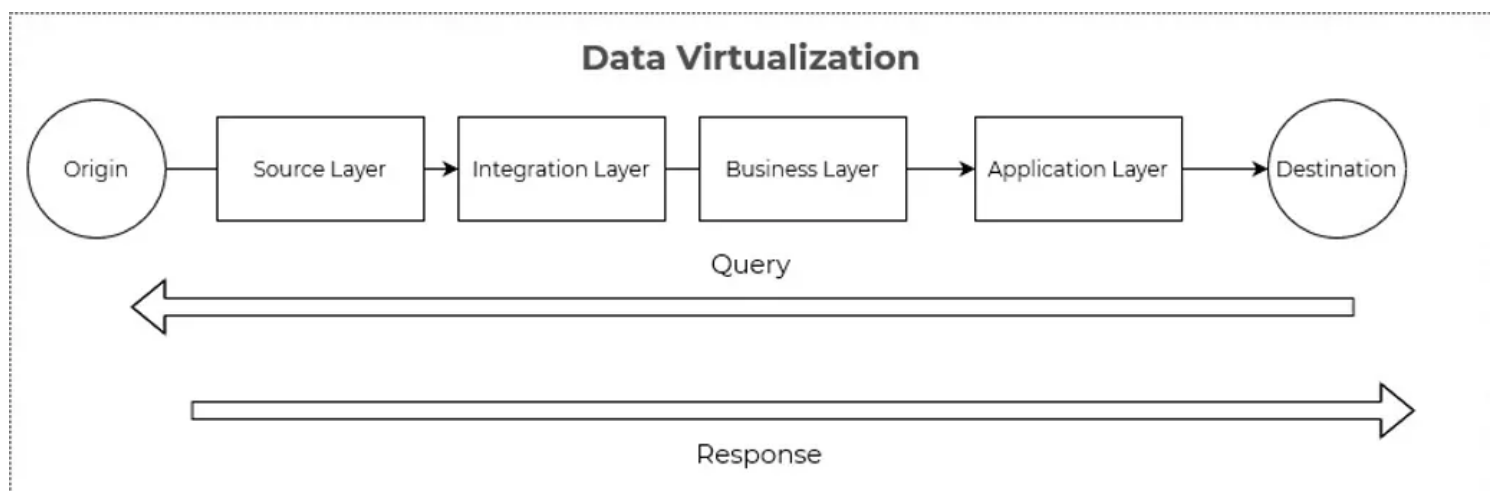 Data Virtualization
Origin
Source Layer
Integration Layer
Business Layer
Application Layer
Destination
Query
Response